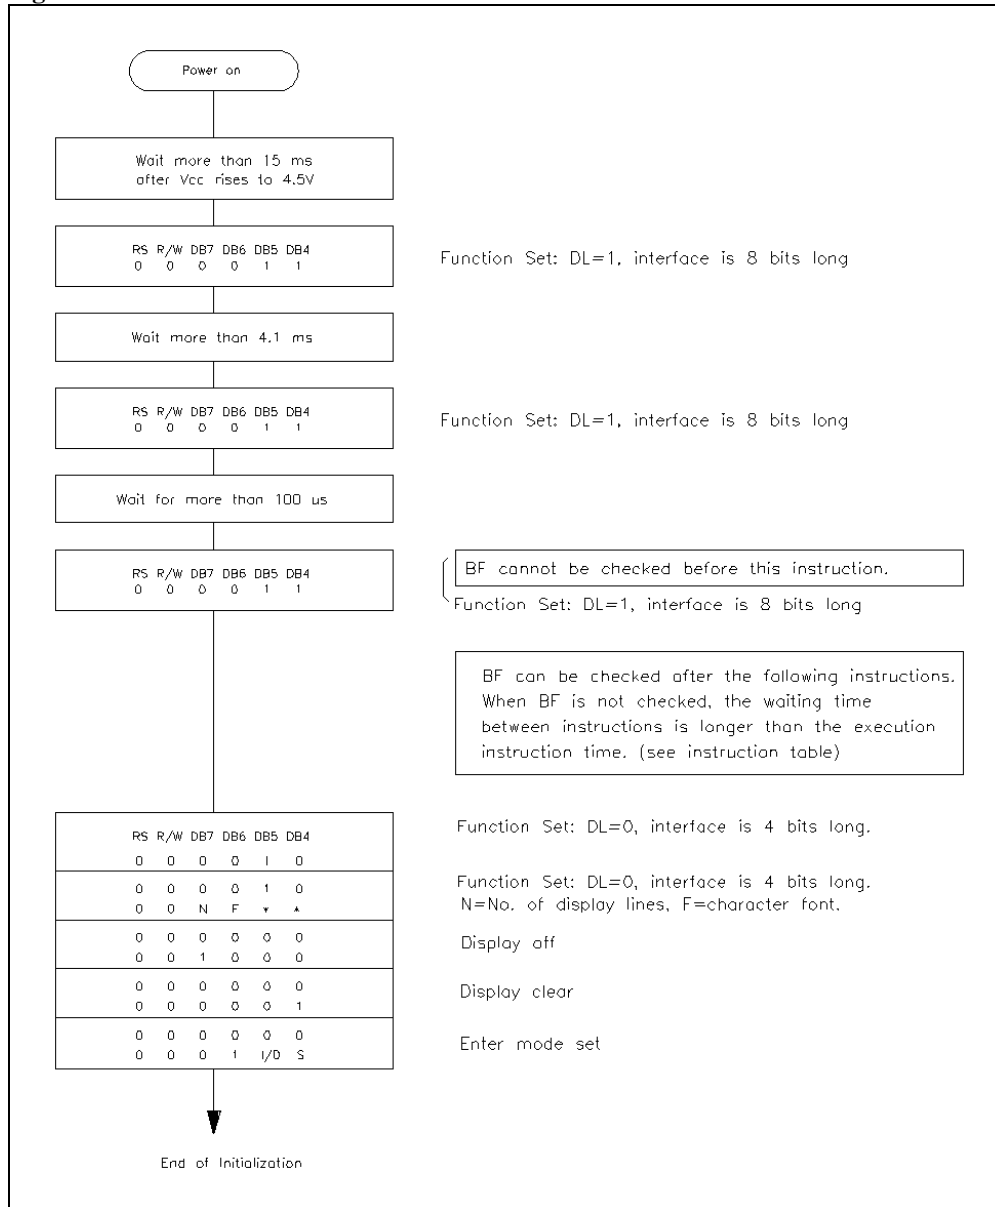 Power on
Wait more than 15 ms
after Vcc rises to 4.5V
RS R/W DB7 DB6 DB5 DB4
0 0 0 0 1 1
Function Set: DL=1, interface is 8 bits long
Wait more than 4.1 ms
RS R/W DB7 DB6 DB5 DB4
0 0 0 0 1 1
Function Set: DL=1, interface is 8 bits long
Wait for more than 100 us
RS R/W DB7 DB6 DB5 DB4
0 0 0 0 1 1
BF cannot be checked before this instruction.
Function Set: DL=1, interface is 8 bits long
BF can be checked after the following instructions.
When BF is not checked, the waiting time
between instructions is longer than the execution
instruction time. (see instruction table)
RS R/W DB7 DB6 DB5 DB4
0 0 0 0 1 0
Function Set: DL=0, interface is 4 bits long.
0 0 0 0 1 0
0 0 N F
Function Set: DL=0, interface is 4 bits long.
N=No. of display lines, F=character font.
0 0 0 0 0 0
0 0 1 0 0 0
Display off
0 0 0 0 0 0
0 0 0 0 0 1
Display clear
0 0 0 0 0 0
0 0 0 1 I/D S
Enter mode set
End of Initialization